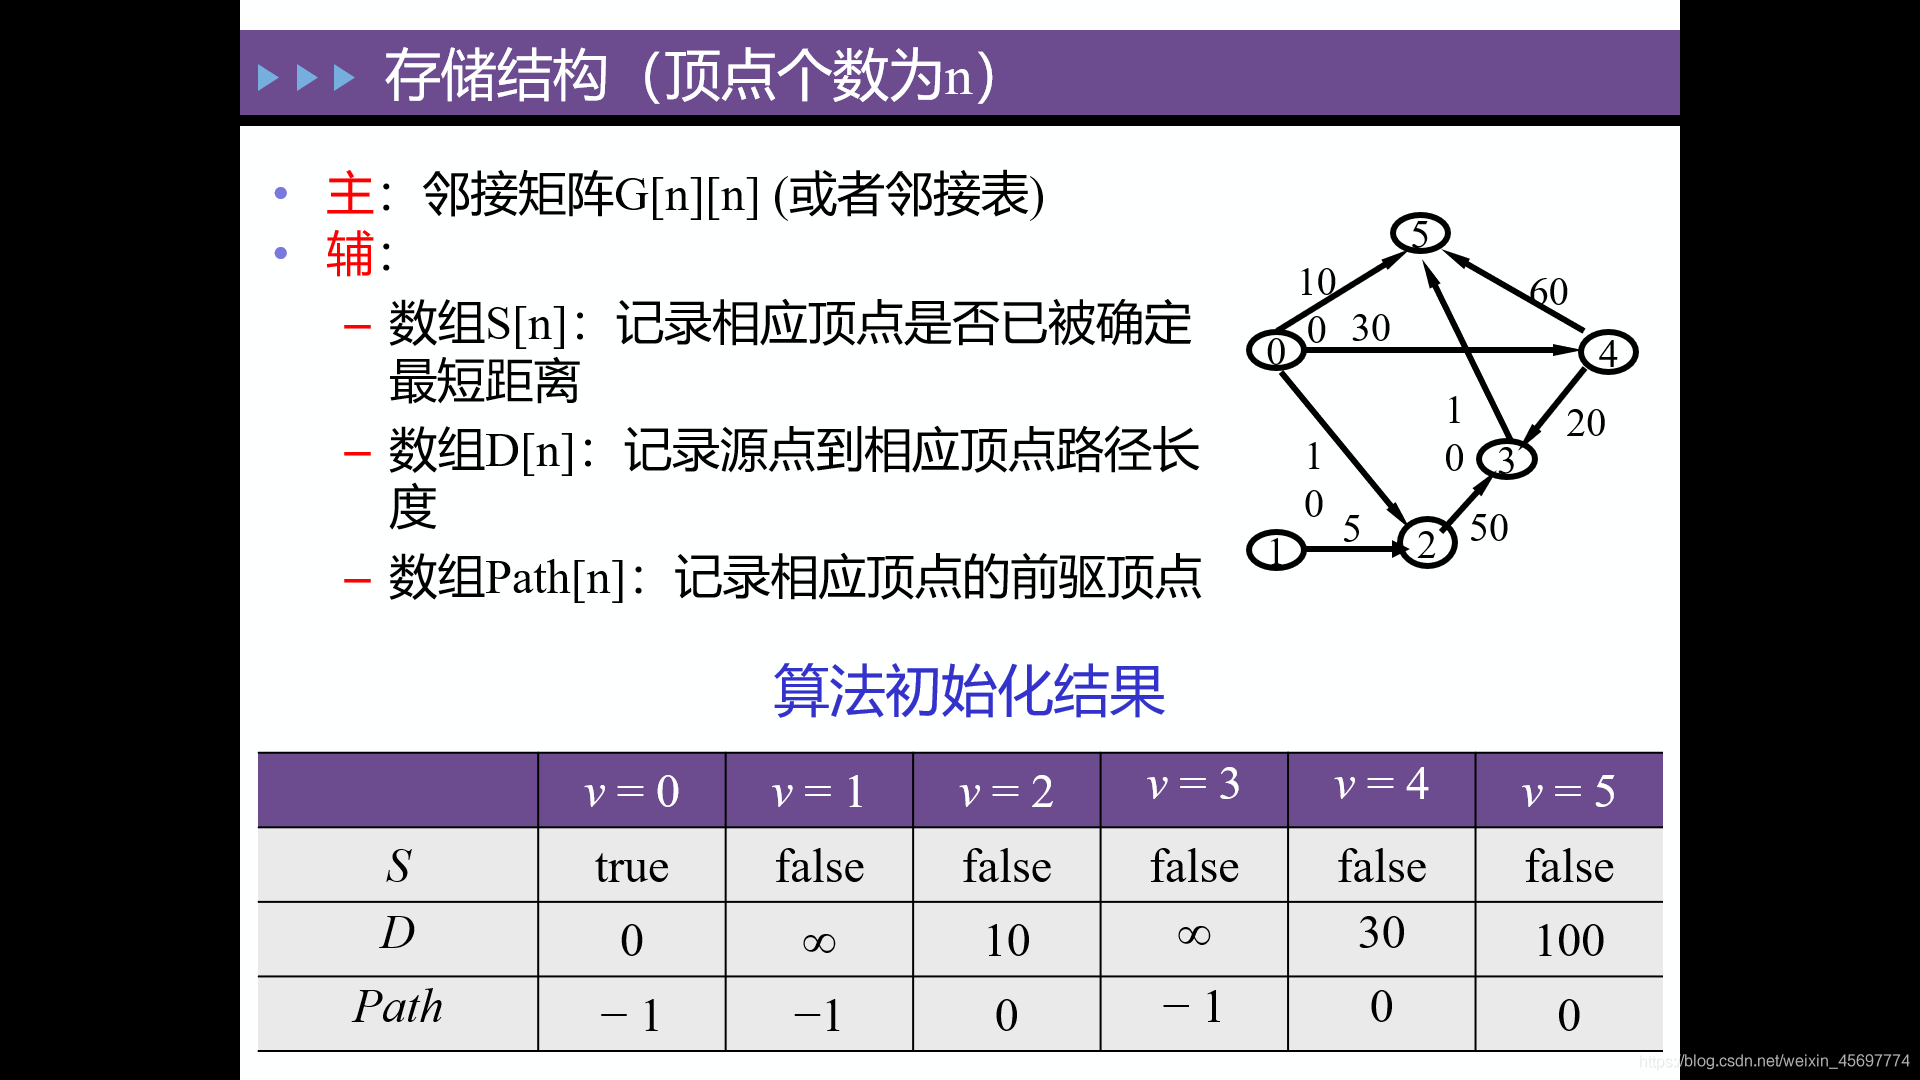 存储结构（顶点个数为n）
• 主：邻接矩阵G[n][n] (或者邻接表)
• 辅：
– 数组S[n]：记录相应顶点是否已被确定
最短距离
– 数组D[n]：记录源点到相应顶点路径长
度
– 数组Path[n]：记录相应顶点的前驱顶点
5
10
0
60
30
0
4
1
0
20
3
1
0
50
5
1
2
算法初始化结果
v = 0 v = 1 v = 2 v = 3 v = 4 v = 5
S true false false false false false
D 0 ∞ 10 ∞ 30 100
Path − 1 −1 0 − 1 0 0
https://blog.csdn.net/weixin_45697774